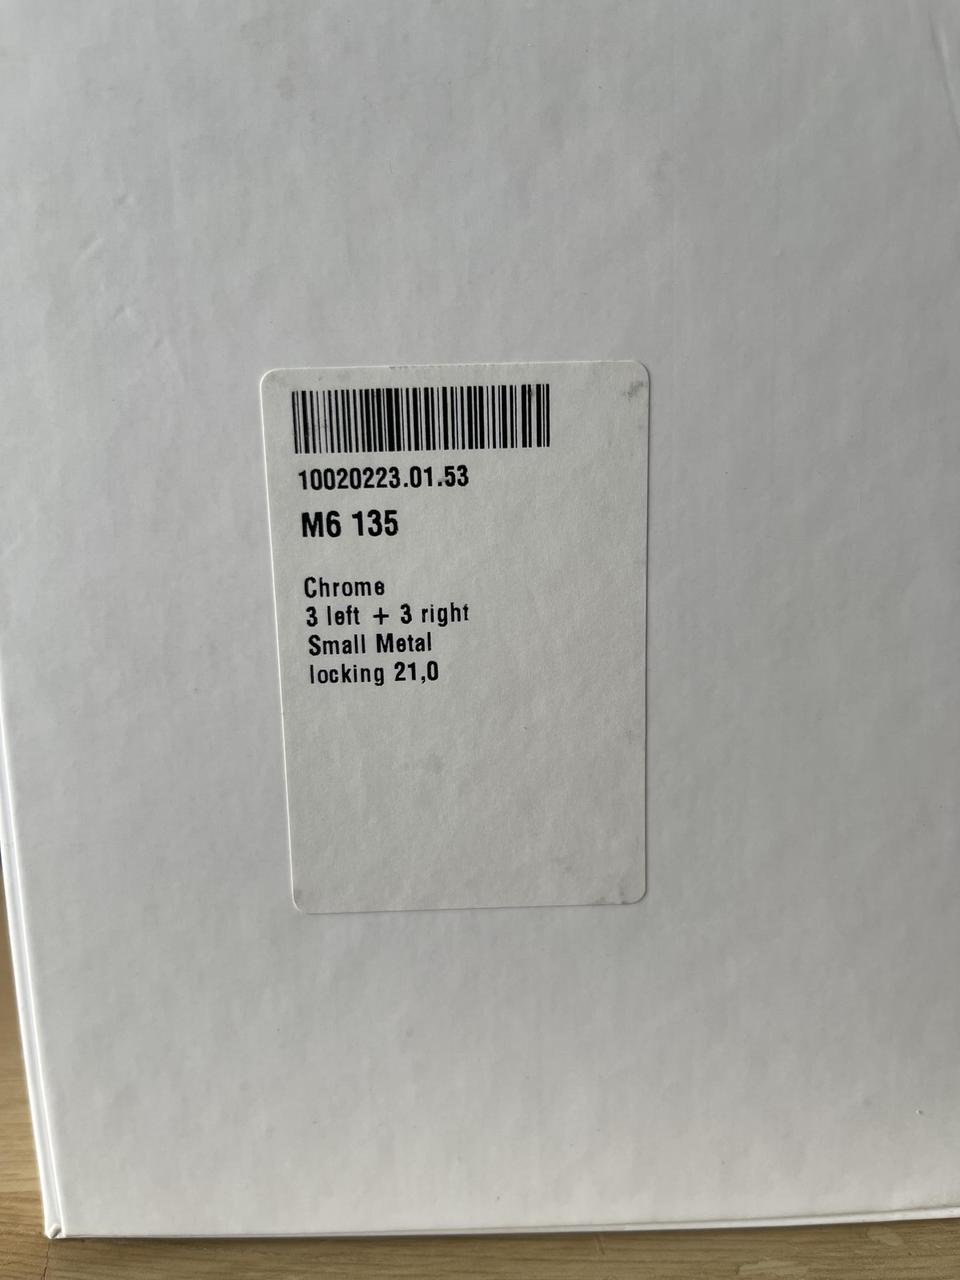 10020223.01.53
M6 135
Chrome
3 left + 3 right
Small Metal
locking 21,0